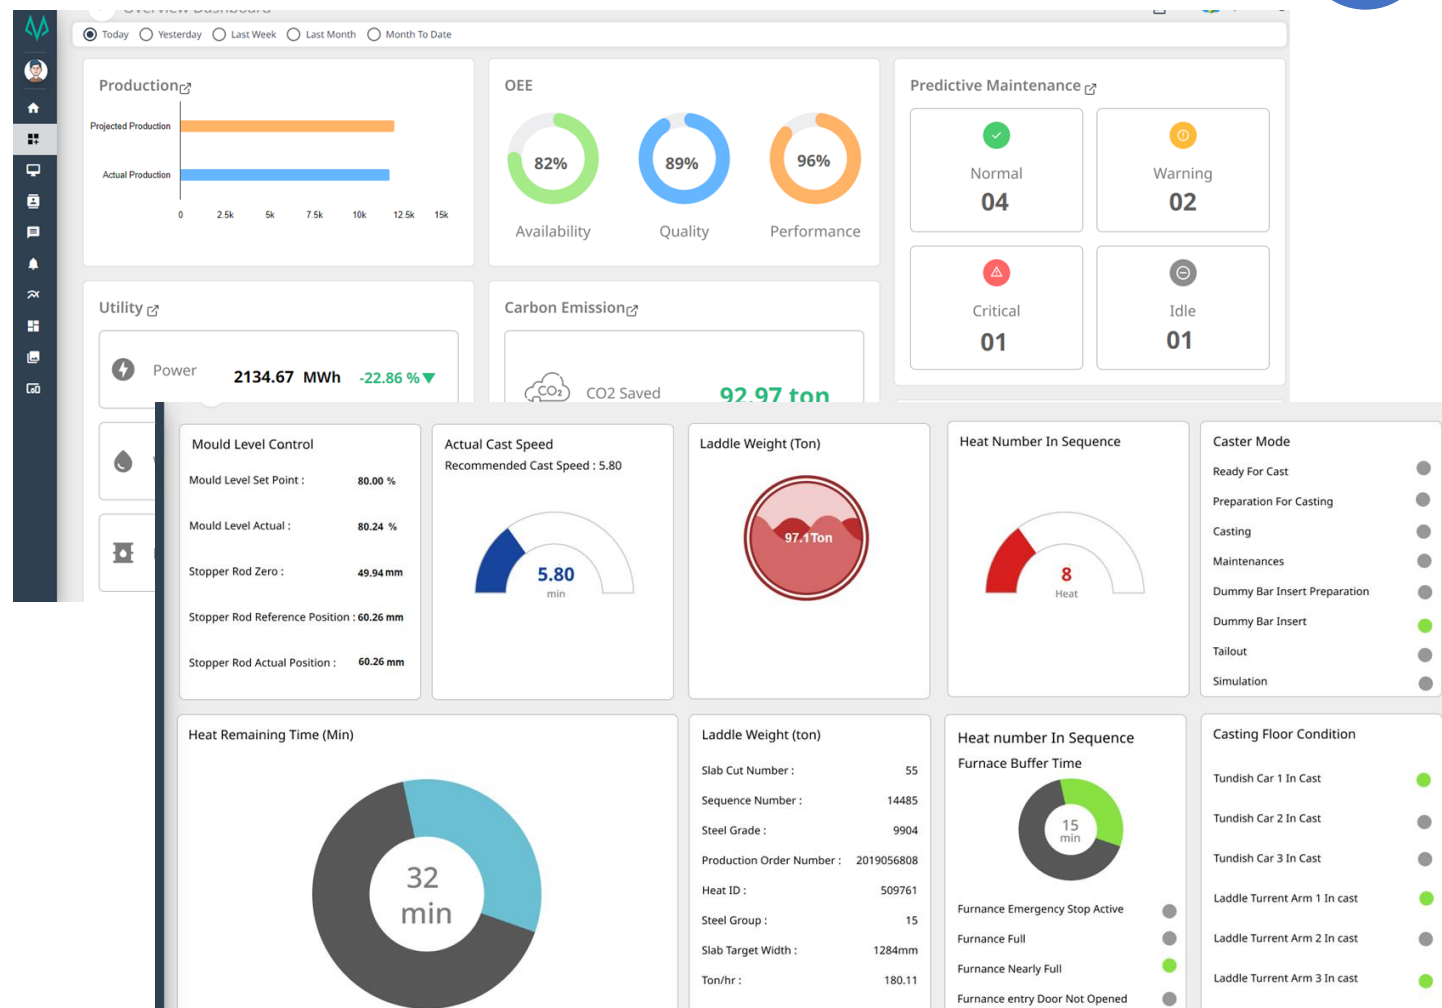 Overview Dashboard
Today Yesterday Last Week Last Month Month To Date
Production
Projected Production
Actual Production
0 2.5k 5k 7.5k 10k 12.5k 15k
OEE
82% 89% 96%
Availability Quality Performance
Predictive Maintenance
Normal
04
Warning
02
Critical
01
Idle
01
Utility
Power 2134.67 MWh -22.86 %
Carbon Emission
CO2
CO2 Saved 92.97 ton
Mould Level Control
Mould Level Set Point : 80.00 %
Mould Level Actual : 80.24 %
Stopper Rod Zero : 49.94 mm
Stopper Rod Reference Position : 60.26 mm
Stopper Rod Actual Position : 60.26 mm
Actual Cast Speed
Recommended Cast Speed : 5.80
5.80
min
Laddle Weight (Ton)
97.1Ton
Heat Number In Sequence
8
Heat
Caster Mode
Ready For Cast
Preparation For Casting
Casting
Maintenances
Dummy Bar Insert Preparation
Dummy Bar Insert
Tailout
Simulation
Heat Remaining Time (Min)
32
min
Laddle Weight (ton)
Slab Cut Number : 55
Sequence Number : 14485
Steel Grade : 9904
Production Order Number : 2019056808
Heat ID : 509761
Steel Group : 15
Slab Target Width : 1284mm
Ton/hr : 180.11
Heat number In Sequence
Furnace Buffer Time
15
min
Furnance Emergency Stop Active
Furnance Full
Furnance Nearly Full
Furnance entry Door Not Opened
Casting Floor Condition
Tundish Car 1 In Cast
Tundish Car 2 In Cast
Tundish Car 3 In Cast
Laddle Turrent Arm 1 In cast
Laddle Turrent Arm 2 In cast
Laddle Turrent Arm 3 In cast